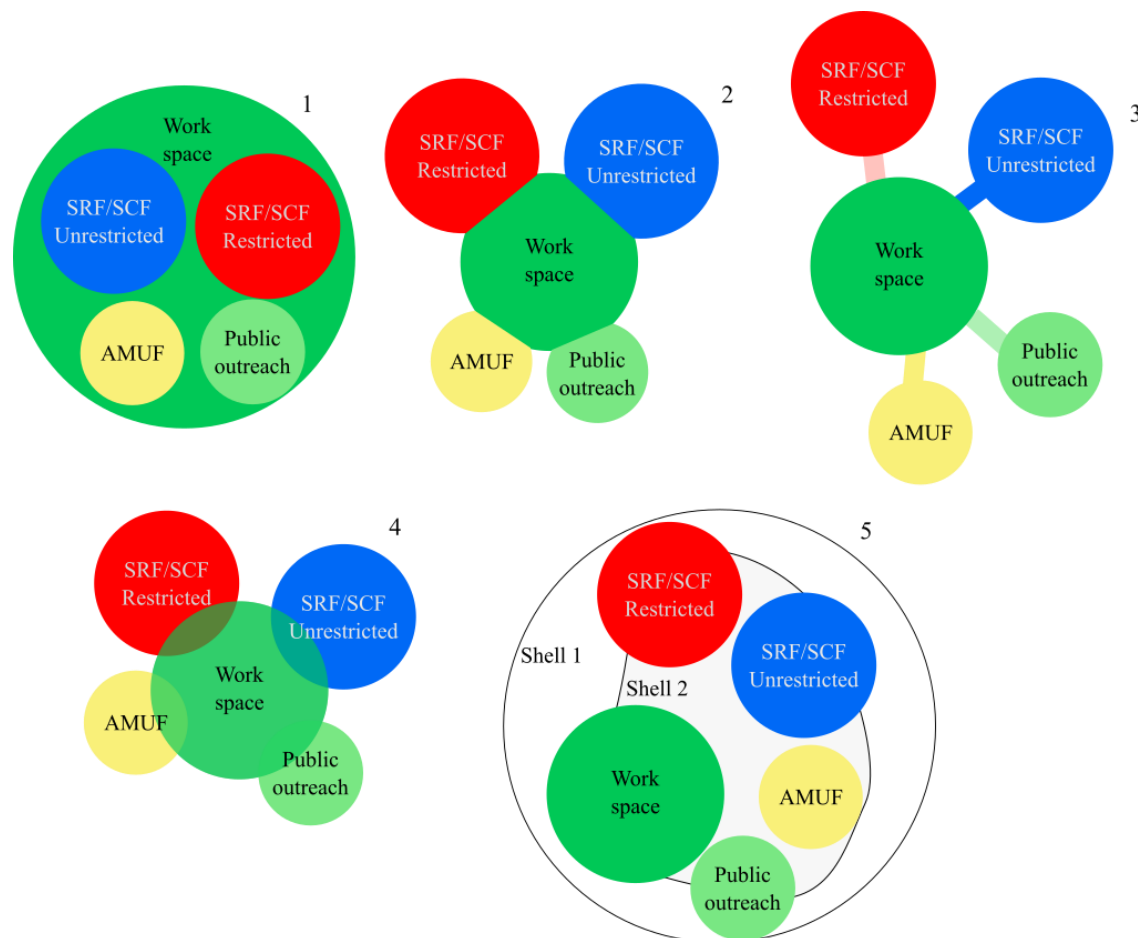 1
Work
space
SRF/SCF
Unrestricted
SRF/SCF
Restricted
AMUF
Public
outreach
2
SRF/SCF
Restricted
SRF/SCF
Unrestricted
Work
space
AMUF
Public
outreach
3
SRF/SCF
Restricted
SRF/SCF
Unrestricted
Work
space
Public
outreach
AMUF
4
SRF/SCF
Restricted
SRF/SCF
Unrestricted
Work
space
AMUF
Public
outreach
5
SRF/SCF
Restricted
Shell 1
SRF/SCF
Unrestricted
Shell 2
Work
space
AMUF
Public
outreach